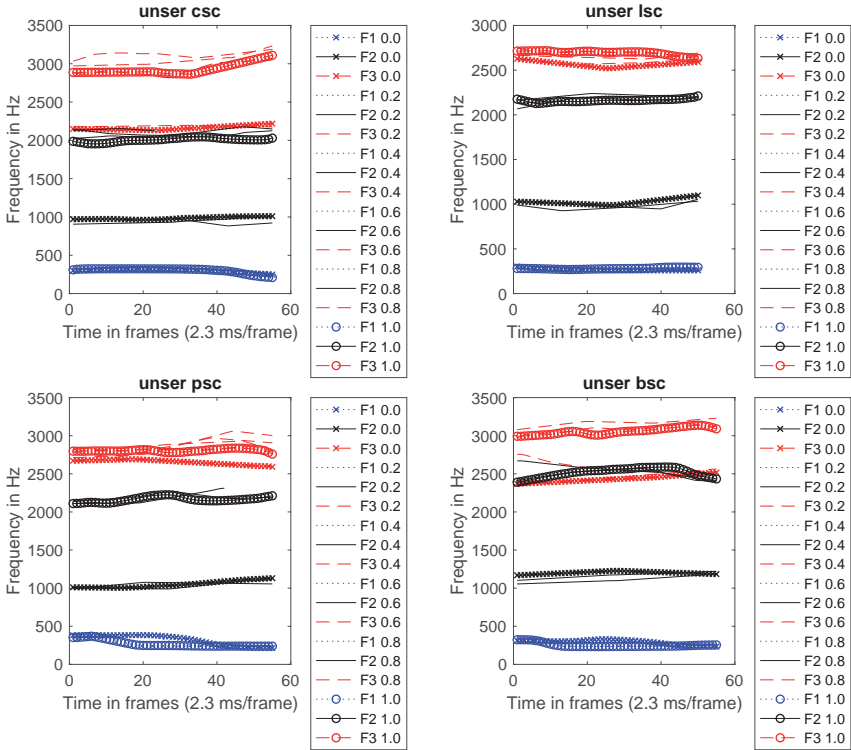 unser csc
3500
3000
2500
2000
1500
1000
500
0
0 20 40 60
Frequency in Hz
Time in frames (2.3 ms/frame)
F1 0.0
F2 0.0
F3 0.0
F1 0.2
F2 0.2
F3 0.2
F1 0.4
F2 0.4
F3 0.4
F1 0.6
F2 0.6
F3 0.6
F1 0.8
F2 0.8
F3 0.8
F1 1.0
F2 1.0
F3 1.0
unser lsc
3000
2500
2000
1500
1000
500
0
0 20 40 60
Frequency in Hz
Time in frames (2.3 ms/frame)
F1 0.0
F2 0.0
F3 0.0
F1 0.2
F2 0.2
F3 0.2
F1 0.4
F2 0.4
F3 0.4
F1 0.6
F2 0.6
F3 0.6
F1 0.8
F2 0.8
F3 0.8
F1 1.0
F2 1.0
F3 1.0
unser psc
3500
3000
2500
2000
1500
1000
500
0
0 20 40 60
Frequency in Hz
Time in frames (2.3 ms/frame)
F1 0.0
F2 0.0
F3 0.0
F1 0.2
F2 0.2
F3 0.2
F1 0.4
F2 0.4
F3 0.4
F1 0.6
F2 0.6
F3 0.6
F1 0.8
F2 0.8
F3 0.8
F1 1.0
F2 1.0
F3 1.0
unser bsc
3500
3000
2500
2000
1500
1000
500
0
0 20 40 60
Frequency in Hz
Time in frames (2.3 ms/frame)
F1 0.0
F2 0.0
F3 0.0
F1 0.2
F2 0.2
F3 0.2
F1 0.4
F2 0.4
F3 0.4
F1 0.6
F2 0.6
F3 0.6
F1 0.8
F2 0.8
F3 0.8
F1 1.0
F2 1.0
F3 1.0